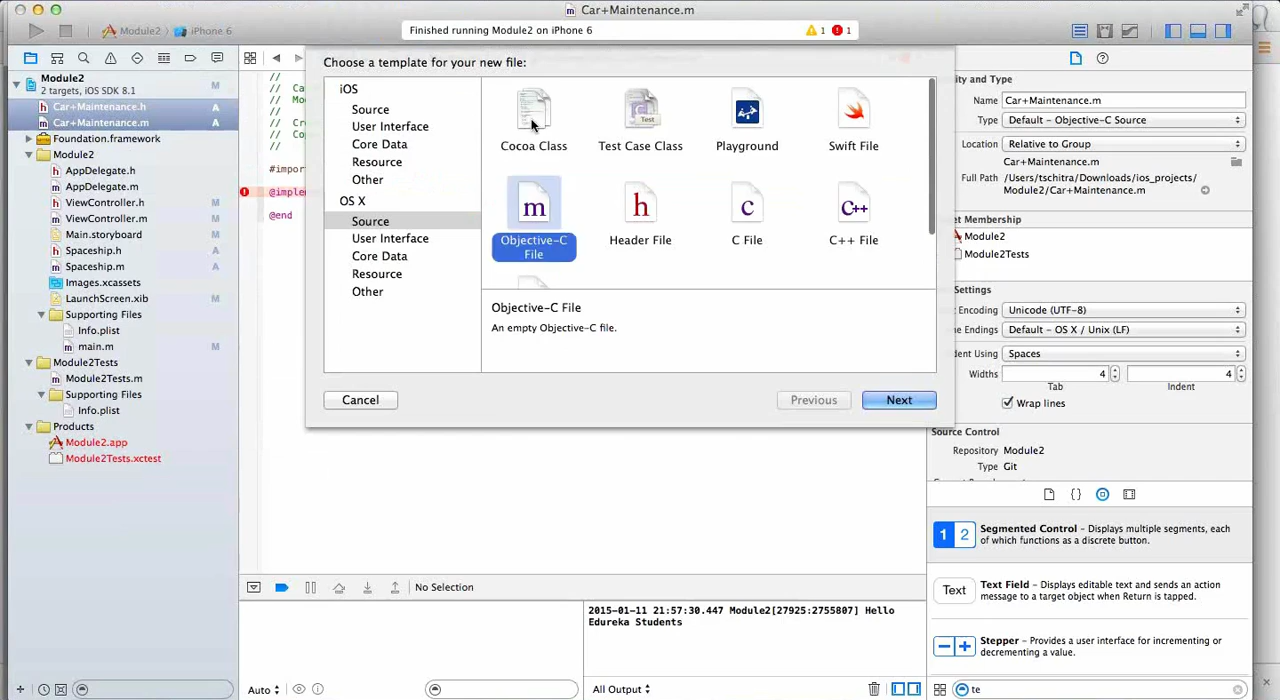 Car+Maintenance.m
Module2
iPhone 6
Finished running Module2 on iPhone 6
1
1
Module2
M
2 targets, iOS SDK 8.1
Car+Maintenance.h
A
Car+Maintenance.m
A
Foundation.framework
Module2
AppDelegate.h
AppDelegate.m
ViewController.h
M
ViewController.m
M
Main.storyboard
M
Spaceship.h
A
Spaceship.m
A
Images.xcassets
LaunchScreen.xib
M
Supporting Files
Info.plist
main.m
M
Module2Tests
Module2Tests.m
Supporting Files
Info.plist
Products
Module2.app
Module2Tests.xctest
//
// Ca
// Mo
//
// Cr
// Co
//
#impor
@imple
@end
Choose a template for your new file:
iOS
Source
User Interface
Core Data
Resource
Other
OS X
Source
User Interface
Core Data
Resource
Other
Cocoa Class
Test
Test Case Class
Playground
Swift File
m
Objective-C
File
h
Header File
c
C File
C++
C++ File
Objective-C File
An empty Objective-C file.
Cancel
Previous
Next
ity and Type
Name
Car+Maintenance.m
Type
Default - Objective-C Source
Location
Relative to Group
Car+Maintenance.m
Full Path
/Users/tschitra/Downloads/ios_projects/
Module2/Car+Maintenance.m
et Membership
Module2
Module2Tests
Settings
Encoding
Unicode (UTF-8)
ne Endings
Default - OS X / Unix (LF)
dent Using
Spaces
Widths
4
4
Tab
Indent
Wrap lines
Source Control
Repository
Module2
Type
Git
1 2
Segmented Control - Displays multiple segments, each
of which functions as a discrete button.
Text
Text Field - Displays editable text and sends an action
message to a target object when Return is tapped.
Stepper - Provides a user interface for incrementing or
decrementing a value.
No Selection
2015-01-11 21:57:30.447 Module2[27925:2755807] Hello
Edureka Students
Auto
All Output
te